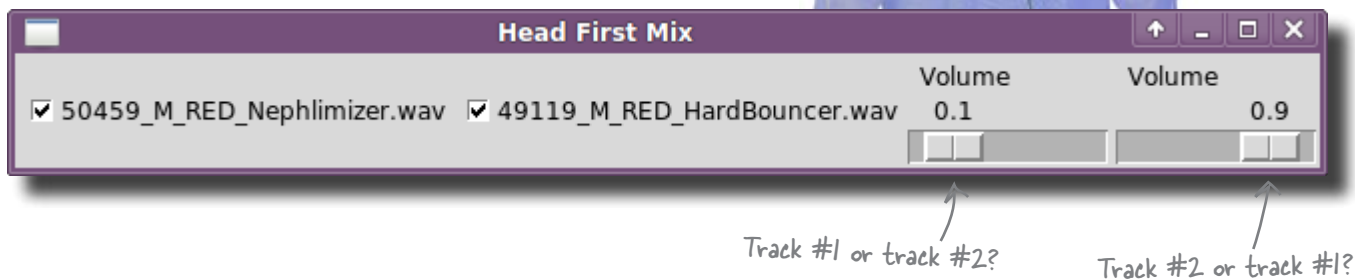 Head First Mix
Volume Volume
50459_M_RED_Nephlimizer.wav 49119_M_RED_HardBouncer.wav 0.1 0.9
Track #1 or track #2? Track #2 or track #1?